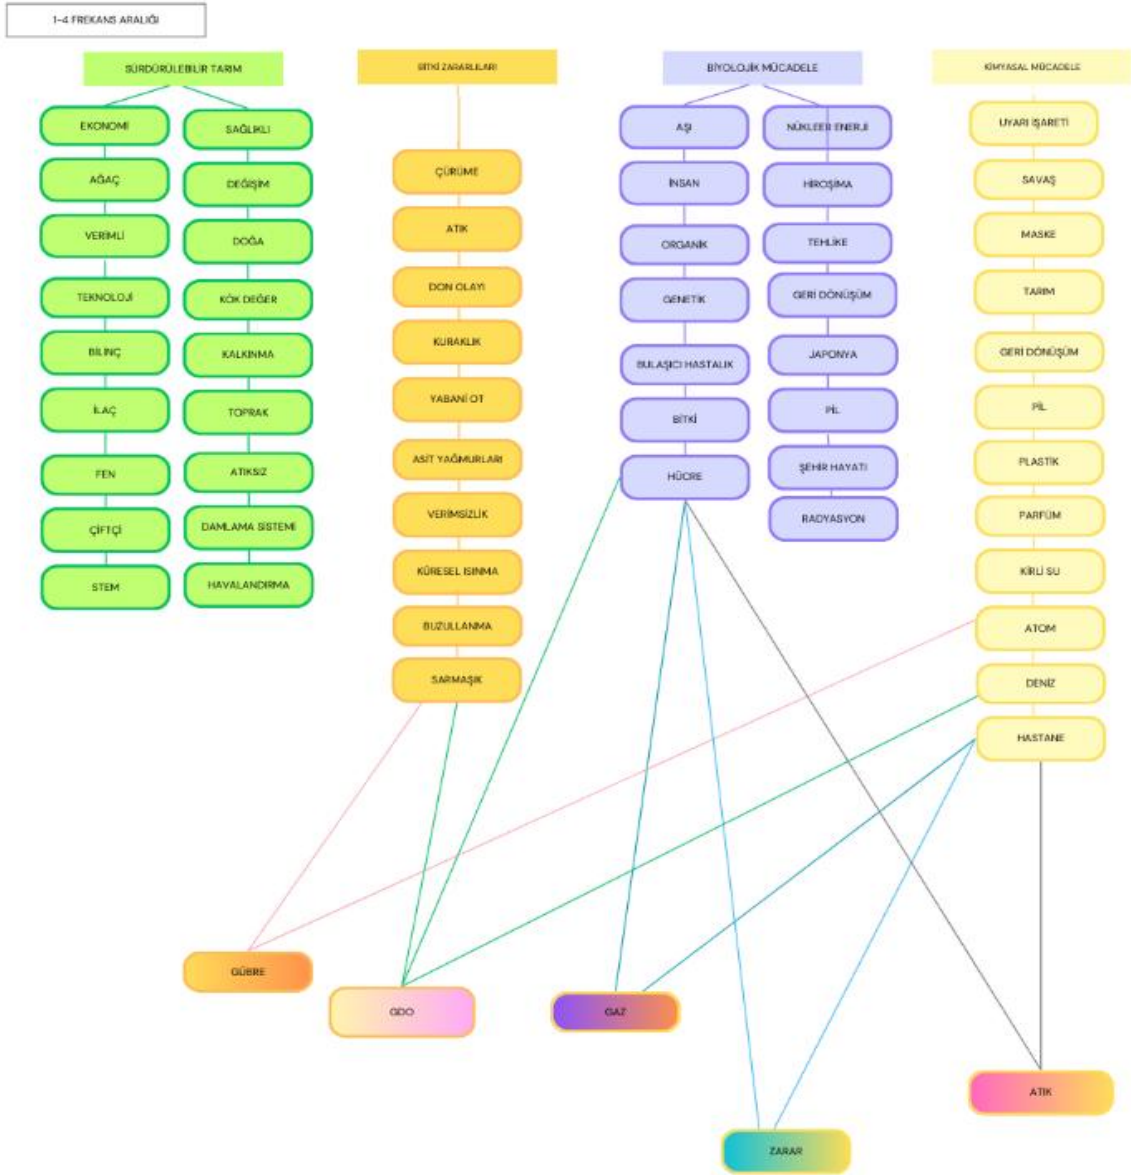 1-4 FREKANS ARALIĞI
SÜRDÜRÜLEBİLİR TARIM
EKONOMİ
AĞAÇ
VERİMLİ
TEKNOLOJİ
BİLİNÇ
İLAÇ
FEN
ÇİFTÇİ
STEM
SAĞLIKLI
DEĞİŞİM
DOĞA
KÖK DEĞER
KALKINMA
TOPRAK
ATIKSIZ
DAMLAMA SİSTEMİ
HAVALANDIRMA
BİTKİ ZARARLILARI
ÇÜRÜME
ATIK
DON OLAYI
KURAKLIK
YABANİ OT
ASİT YAĞMURLARI
VERİMSİZLİK
KÜRESEL ISINMA
BUZULLANMA
SARMAŞIK
BİYOLOJİK MÜCADELE
AŞI
İNSAN
ORGANİK
GENETİK
BULAŞICI HASTALIK
BİTKİ
HÜCRE
NÜKLEER ENERJİ
HİROŞİMA
TEHLİKE
GERİ DÖNÜŞÜM
JAPONYA
PİL
ŞEHİR HAYATI
RADYASYON
KİMYASAL MÜCADELE
UYARI İŞARETİ
SAVAŞ
MASKE
TARIM
GERİ DÖNÜŞÜM
PİL
PLASTİK
PARFÜM
KİRLİ SU
ATOM
DENİZ
HASTANE
GÜBRE
GDO
GAZ
ATIK
ZARAR